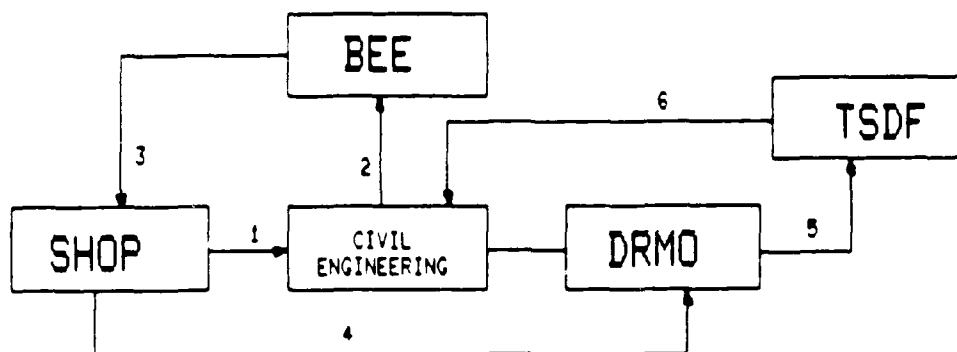 BEE
6
TSDF
3
2
SHOP
1
CIVIL
ENGINEERING
DRMO
5
4